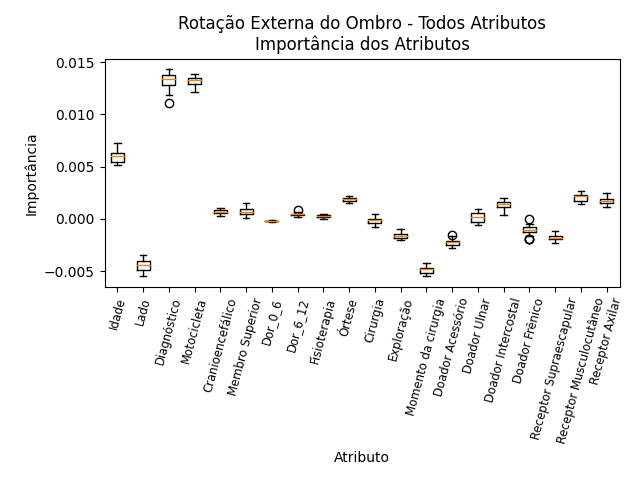 Rotação Externa do Ombro - Todos Atributos
Importância dos Atributos
Importância
0.015
0.010
0.005
0.000
−0.005
Idade
Lado
Diagnóstico
Motocicleta
Cranioencefálico
Membro Superior
Dor_0_6
Dor_6_12
Fisioterapia
Órtese
Cirurgia
Exploração
Momento da cirurgia
Doador Acessório
Doador Ulnar
Doador Intercostal
Doador Frênico
Receptor Supraescapular
Receptor Musculocutâneo
Receptor Axilar
Atributo